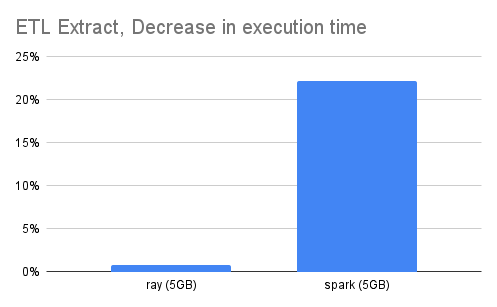 ETL Extract, Decrease in execution time
25%
20%
15%
10%
5%
0%
ray (5GB)
spark (5GB)